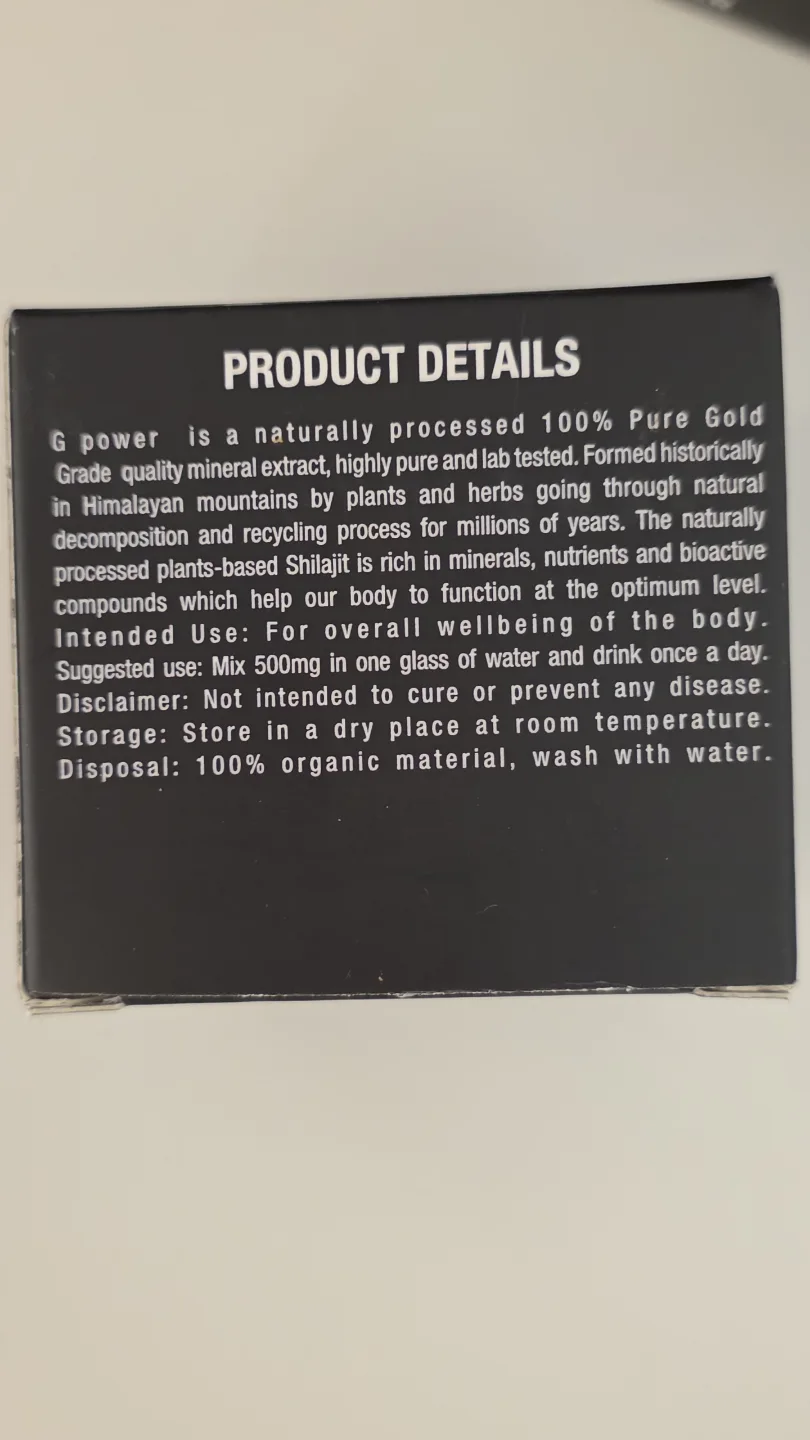 PRODUCT DETAILS
G power is a naturally processed 100% Pure Gold
Grade quality mineral extract, highly pure and lab tested. Formed historically
in Himalayan mountains by plants and herbs going through natural
decomposition and recycling process for millions of years. The naturally
processed plants-based Shilajit is rich in minerals, nutrients and bioactive
compounds which help our body to function at the optimum level.
Intended Use: For overall wellbeing of the body.
Suggested use: Mix 500mg in one glass of water and drink once a day.
Disclaimer: Not intended to cure or prevent any disease.
Storage: Store in a dry place at room temperature.
Disposal: 100% organic material, wash with water.